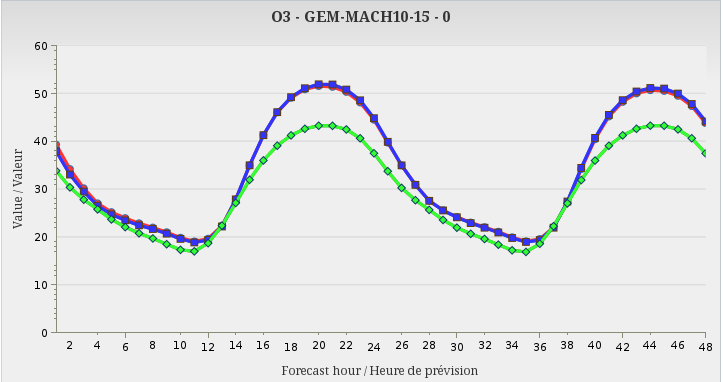 O3 - GEM-MACH10-15 - 0
Value / Valeur
60
50
40
30
20
10
0
2 4 6 8 10 12 14 16 18 20 22 24 26 28 30 32 34 36 38 40 42 44 46 48
Forecast hour / Heure de prévision